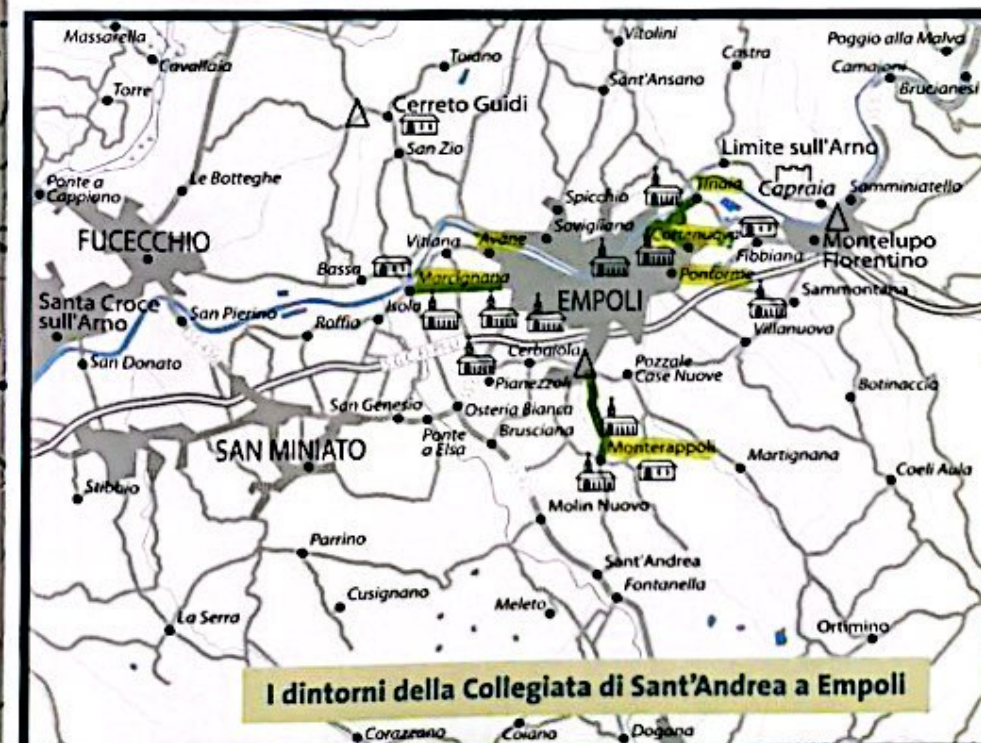 Massarella
Cavallaia
Torre
Ponte a
Cappiano
Le Botteghe
FUCECCHIO
Santa Croce
sull'Arno
San Donato
San Pierino
Toiano
Cerreto Guidi
San Zio
Vitolini
Sant'Ansano
Castra
Poggio alla Malva
Camaioni
Brucianesi
Limite sull'Arno
Tinaia
Capraia
Samminiatello
Spicchio
Sovigliana
Vitiana
Avane
Cortenuova
Fibbiana
Montelupo
Fiorentino
Bassa
Marcignana
Pontorme
EMPOLI
Isola
Sammontana
Villanuova
Roffia
Cerbaiola
Pianezzoli
Pozzale
Case Nuove
Botinaccio
San Genesio
Ponte
a Elsa
Osteria Bianca
Brusciana
SAN MINIATO
Monterappoli
Martignana
Coeli Aula
Stibbio
Molin Nuovo
Parrino
Cusignano
Sant'Andrea
Fontanella
Meleto
La Serra
Ortimino
I dintorni della Collegiata di Sant'Andrea a Empoli
Corazzano
Coiano
Dogana